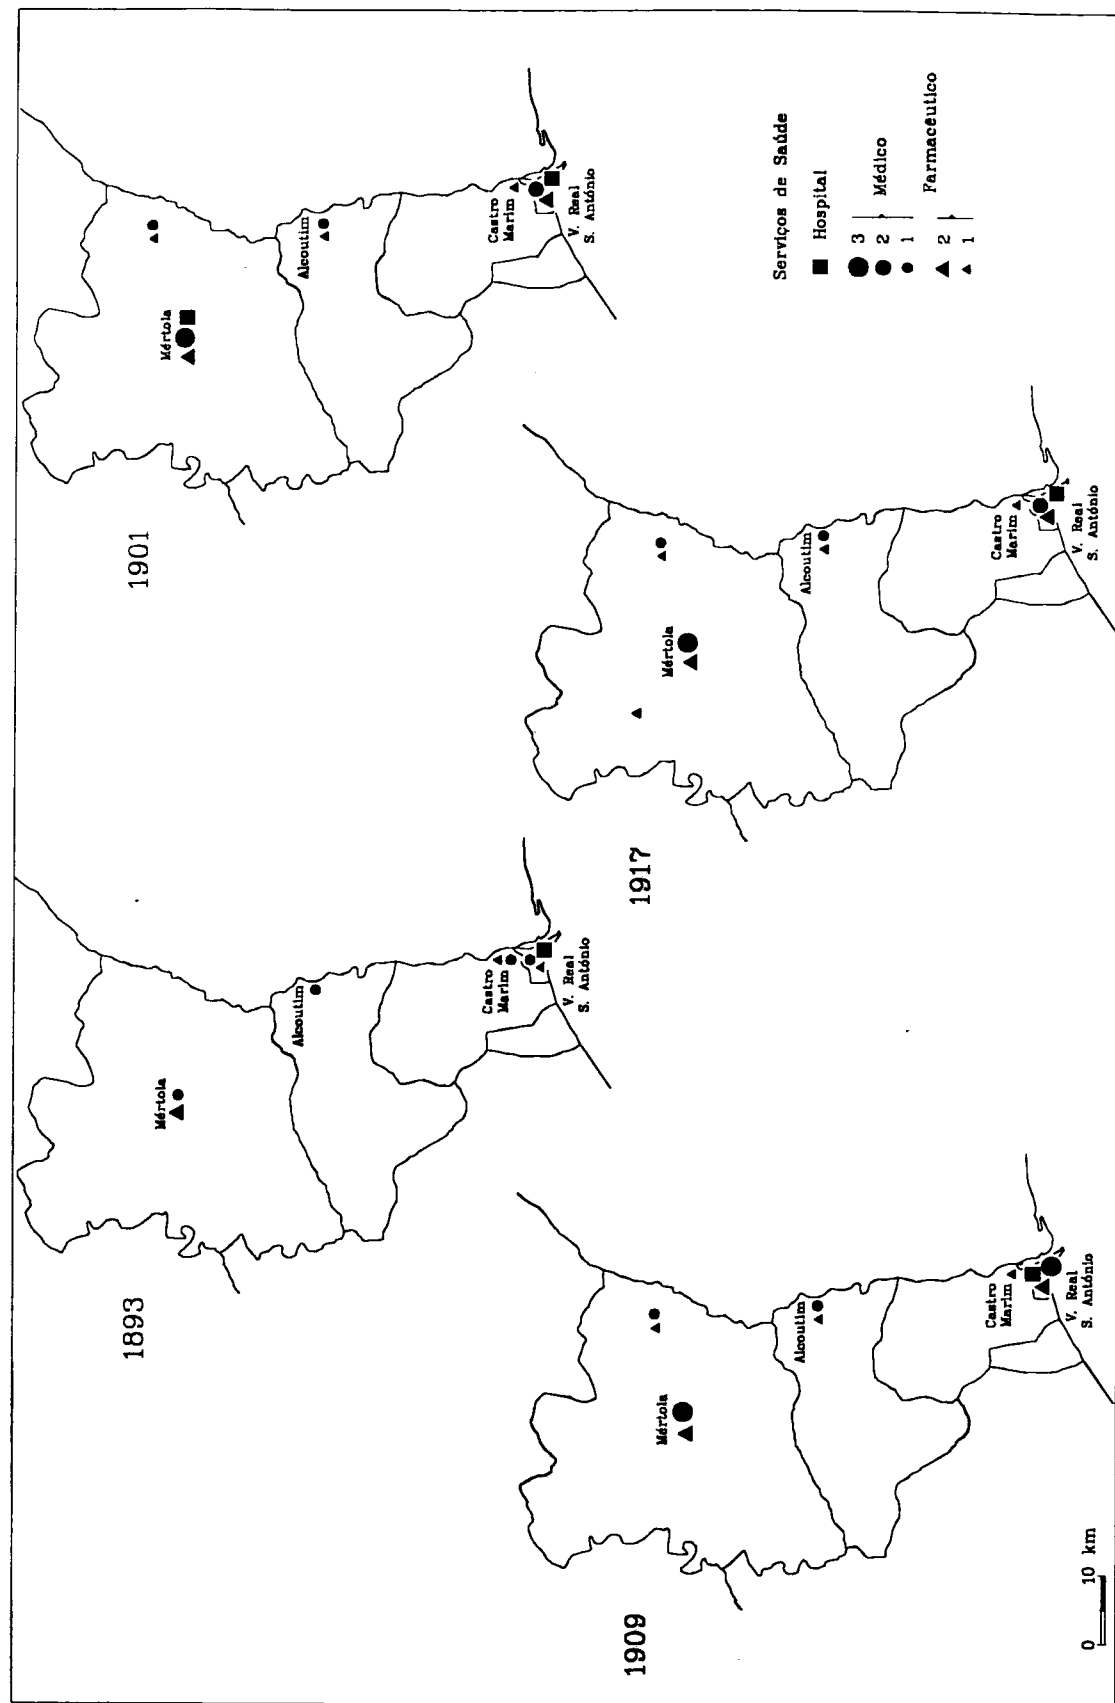 1893
Mértola
Alcoutim
Castro
Marim
V. Real
S. António
1901
Mértola
Alcoutim
Castro
Marim
V. Real
S. António
1909
Mértola
Alcoutim
Castro
Marim
V. Real
S. António
0 10 km
1917
Mértola
Alcoutim
Castro
Marim
V. Real
S. António
Serviços de Saúde
Hospital
3
2 Médico
1
2 Farmacêutico
1